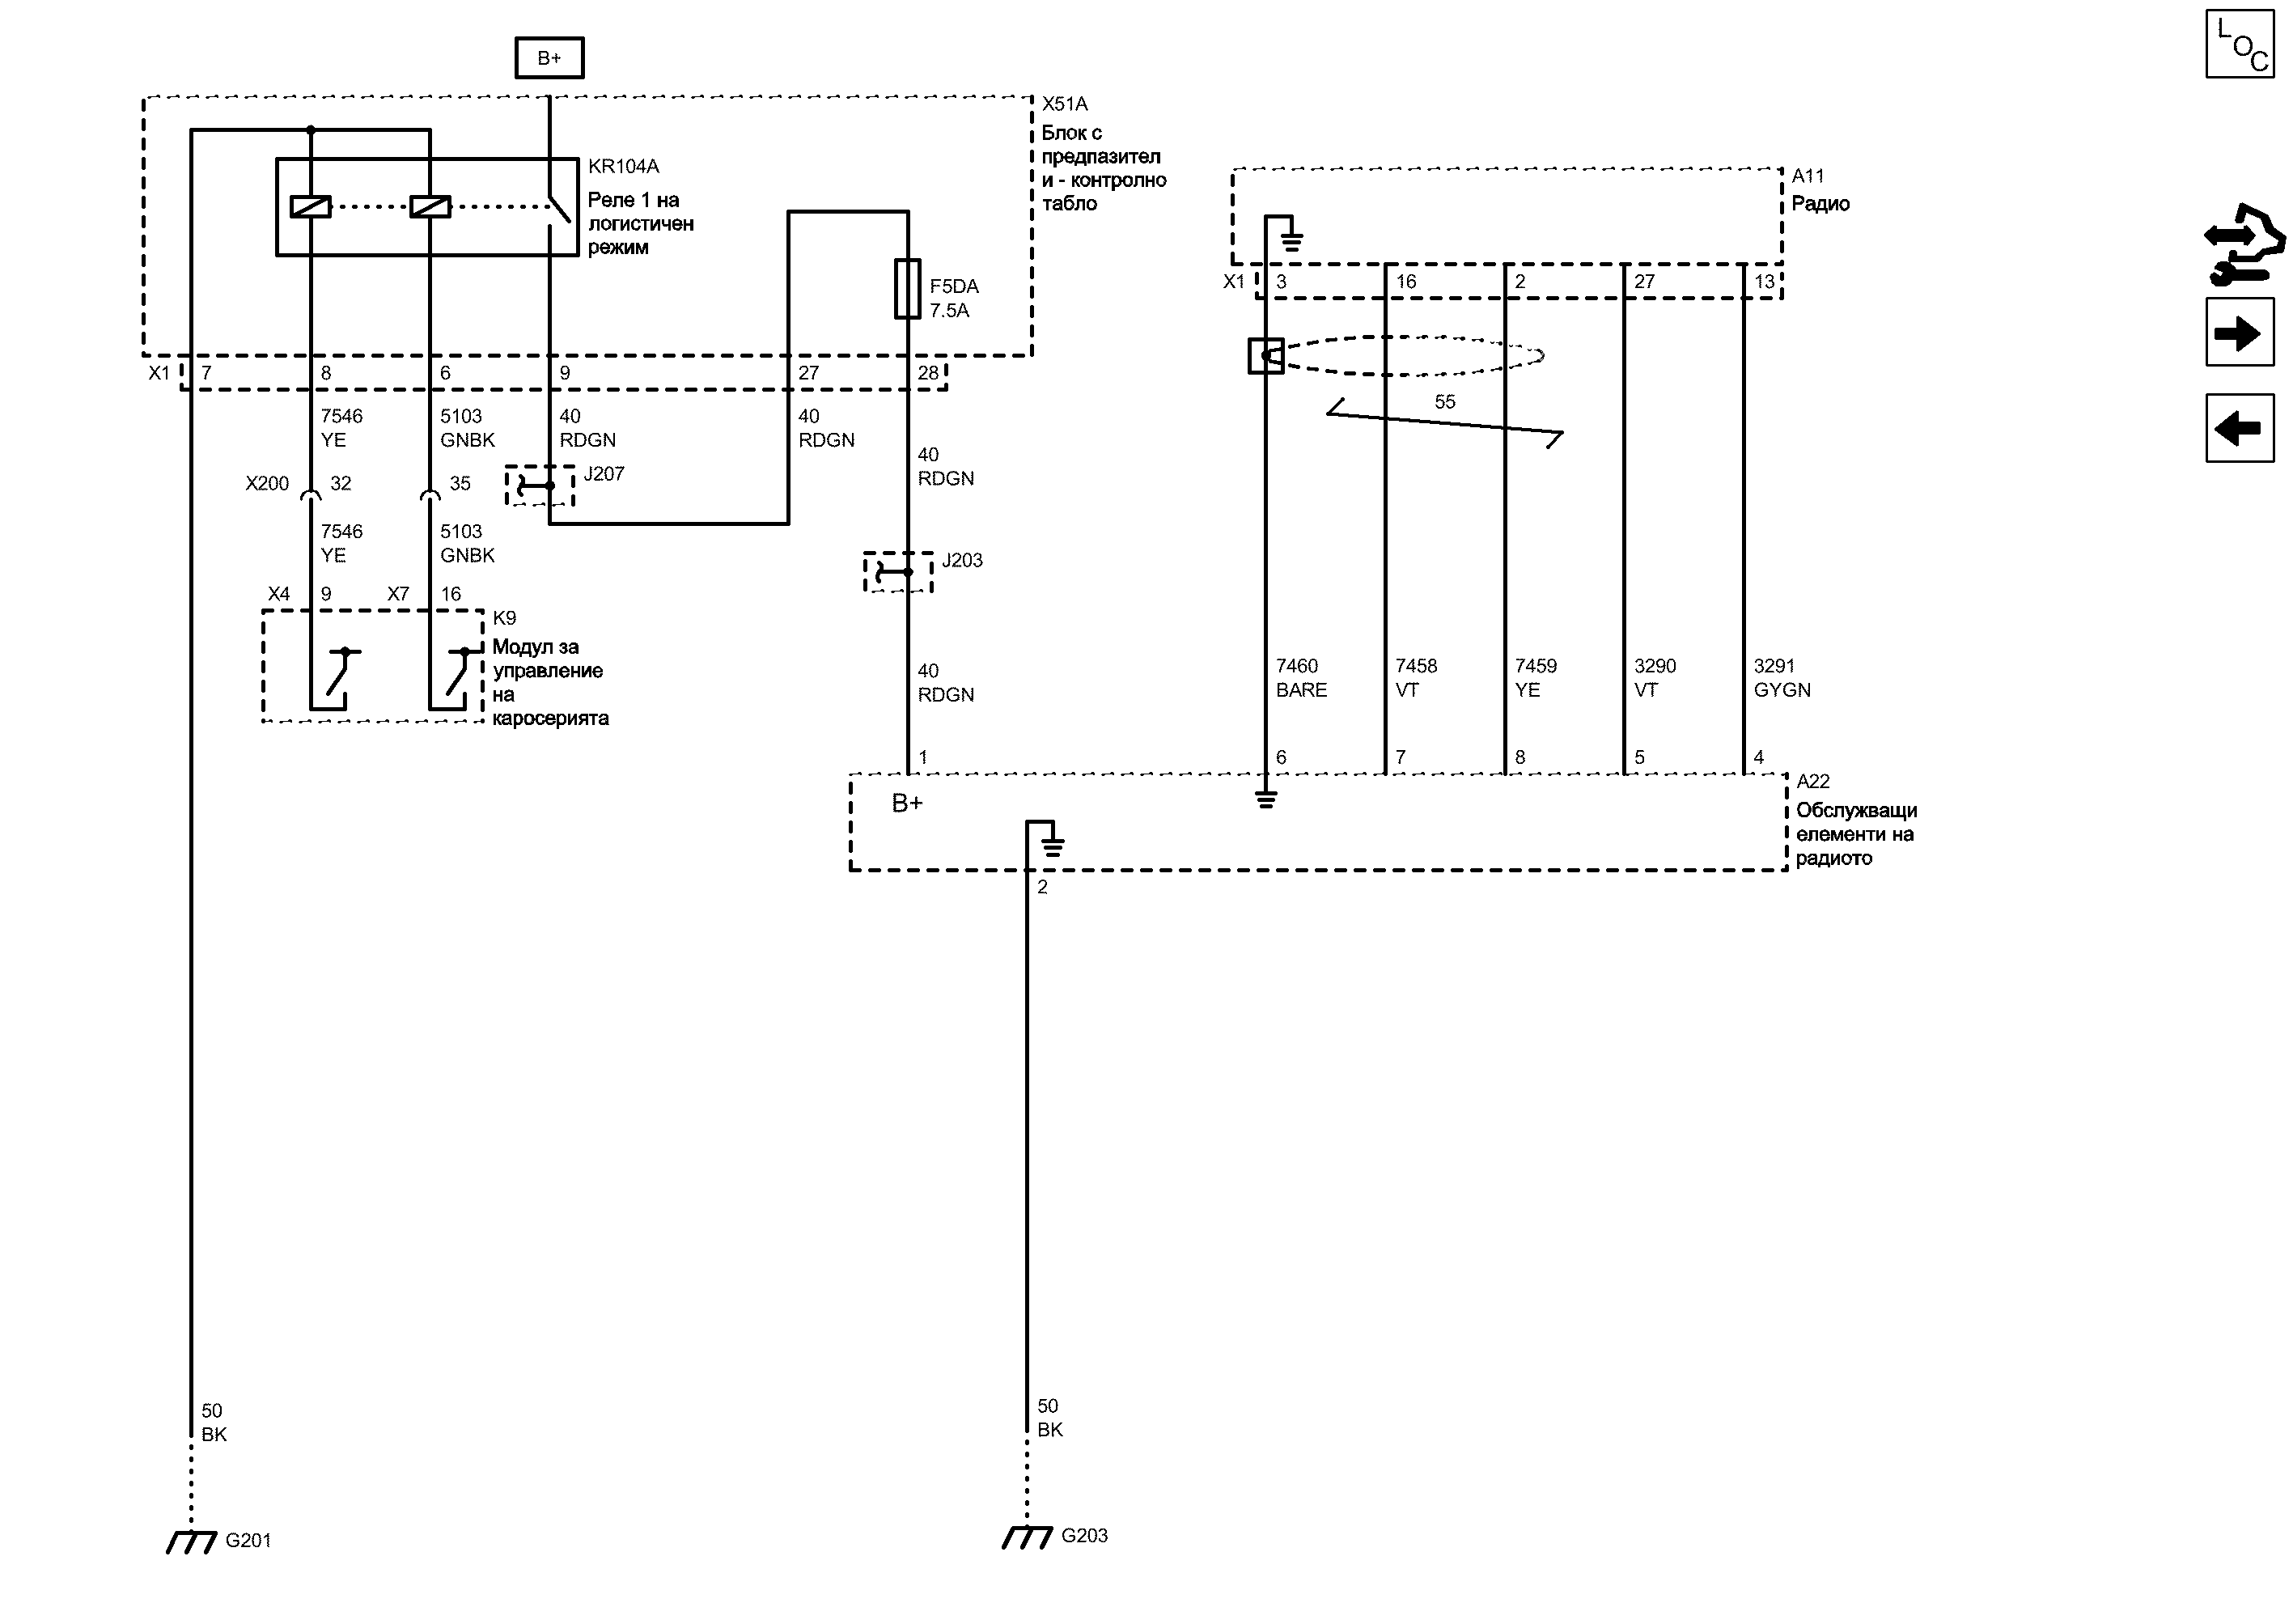 B+
LOC
X51A
Блок с
предпазител
и - контролно
табло
KR104A
Реле 1 на
логистичен
режим
F5DA
7.5A
A11
Радио
X1 3 16 2 27 13
X1 7 8 6 9 27 28
7546
YE
5103
GNBK
40
RDGN
40
RDGN
55
40
RDGN
J207
X200 32 35
7546
YE
5103
GNBK
J203
X4 9 X7 16
K9
Модул за
управление
на
каросерията
40
RDGN
7460
BARE
7458
VT
7459
YE
3290
VT
3291
GYGN
1 6 7 8 5 4
A22
Обслужващи
елементи на
радиото
B+
2
50
BK
50
BK
G201
G203